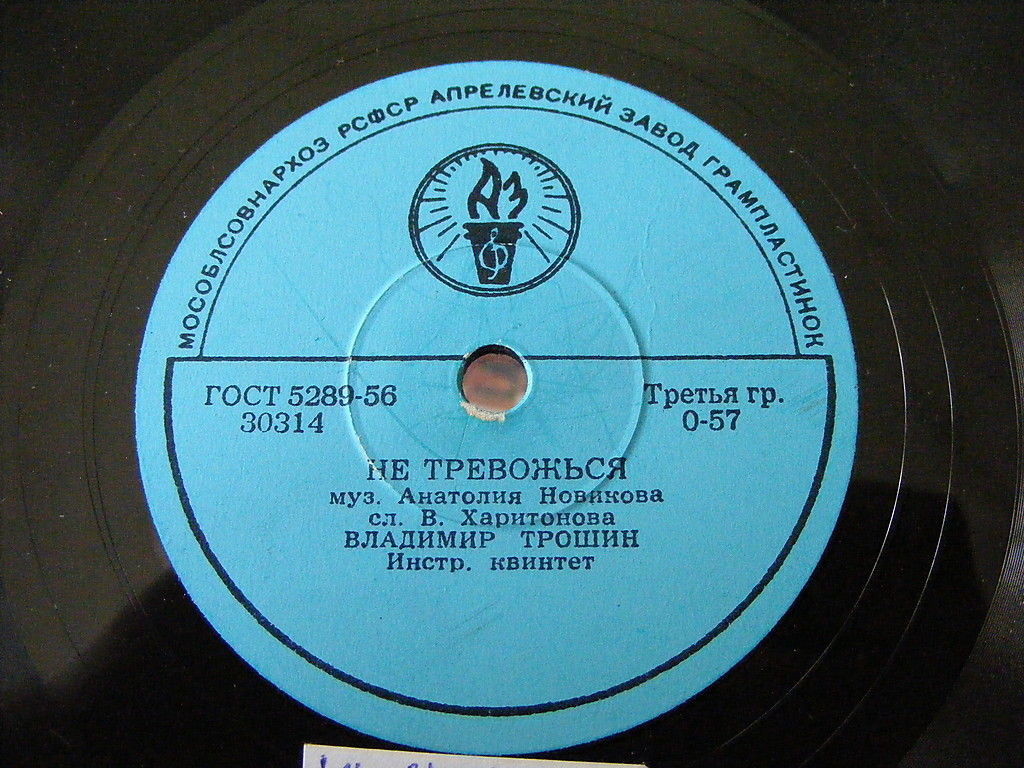 МОСОБЛСОВНАРХОЗ РСФСР АПРЕЛЕВСКИЙ ЗАВОД ГРАМПЛАСТИНОК
АЗ
ГОСТ 5289-56
30314
Третья гр.
0-57
НЕ ТРЕВОЖЬСЯ
муз. Анатолия Новикова
сл. В. Харитонова
ВЛАДИМИР ТРОШИН
Инстр. квинтет